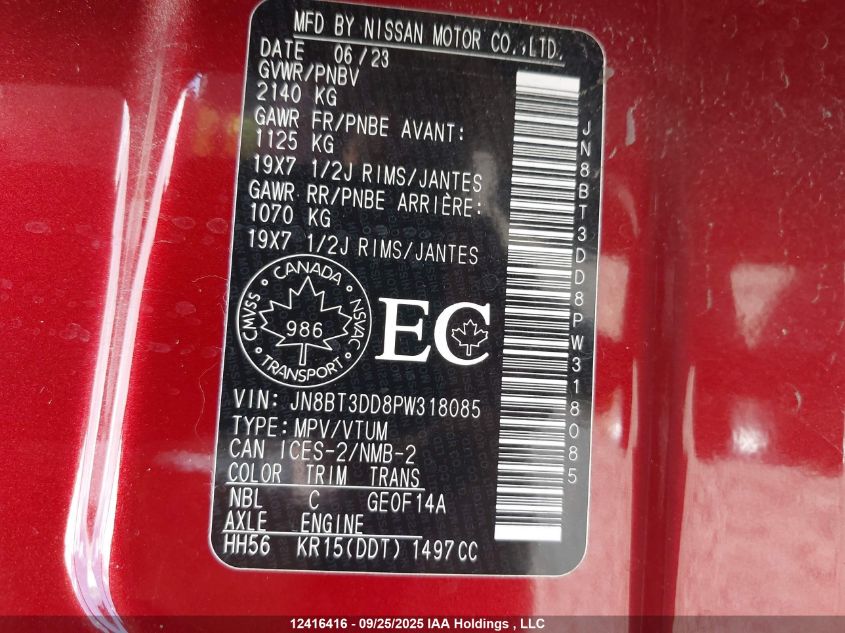 MFD BY NISSAN MOTOR CO.,LTD.
DATE 06/23
GVWR/PNBV
2140 KG
GAWR FR/PNBE AVANT:
1125 KG
19X7 1/2J RIMS/JANTES
GAWR RR/PNBE ARRIÈRE:
1070 KG
19X7 1/2J RIMS/JANTES
CANADA
CMVSS
NSVAC
986
TRANSPORT
EC
VIN: JN8BT3DD8PW318085
TYPE: MPV/VTUM
CAN ICES-2/NMB-2
COLOR TRIM TRANS
NBL C GE0F14A
AXLE ENGINE
HH56 KR15(DDT) 1497CC
JN8BT3DD8PW318085
12416416 - 09/25/2025 IAA Holdings , LLC